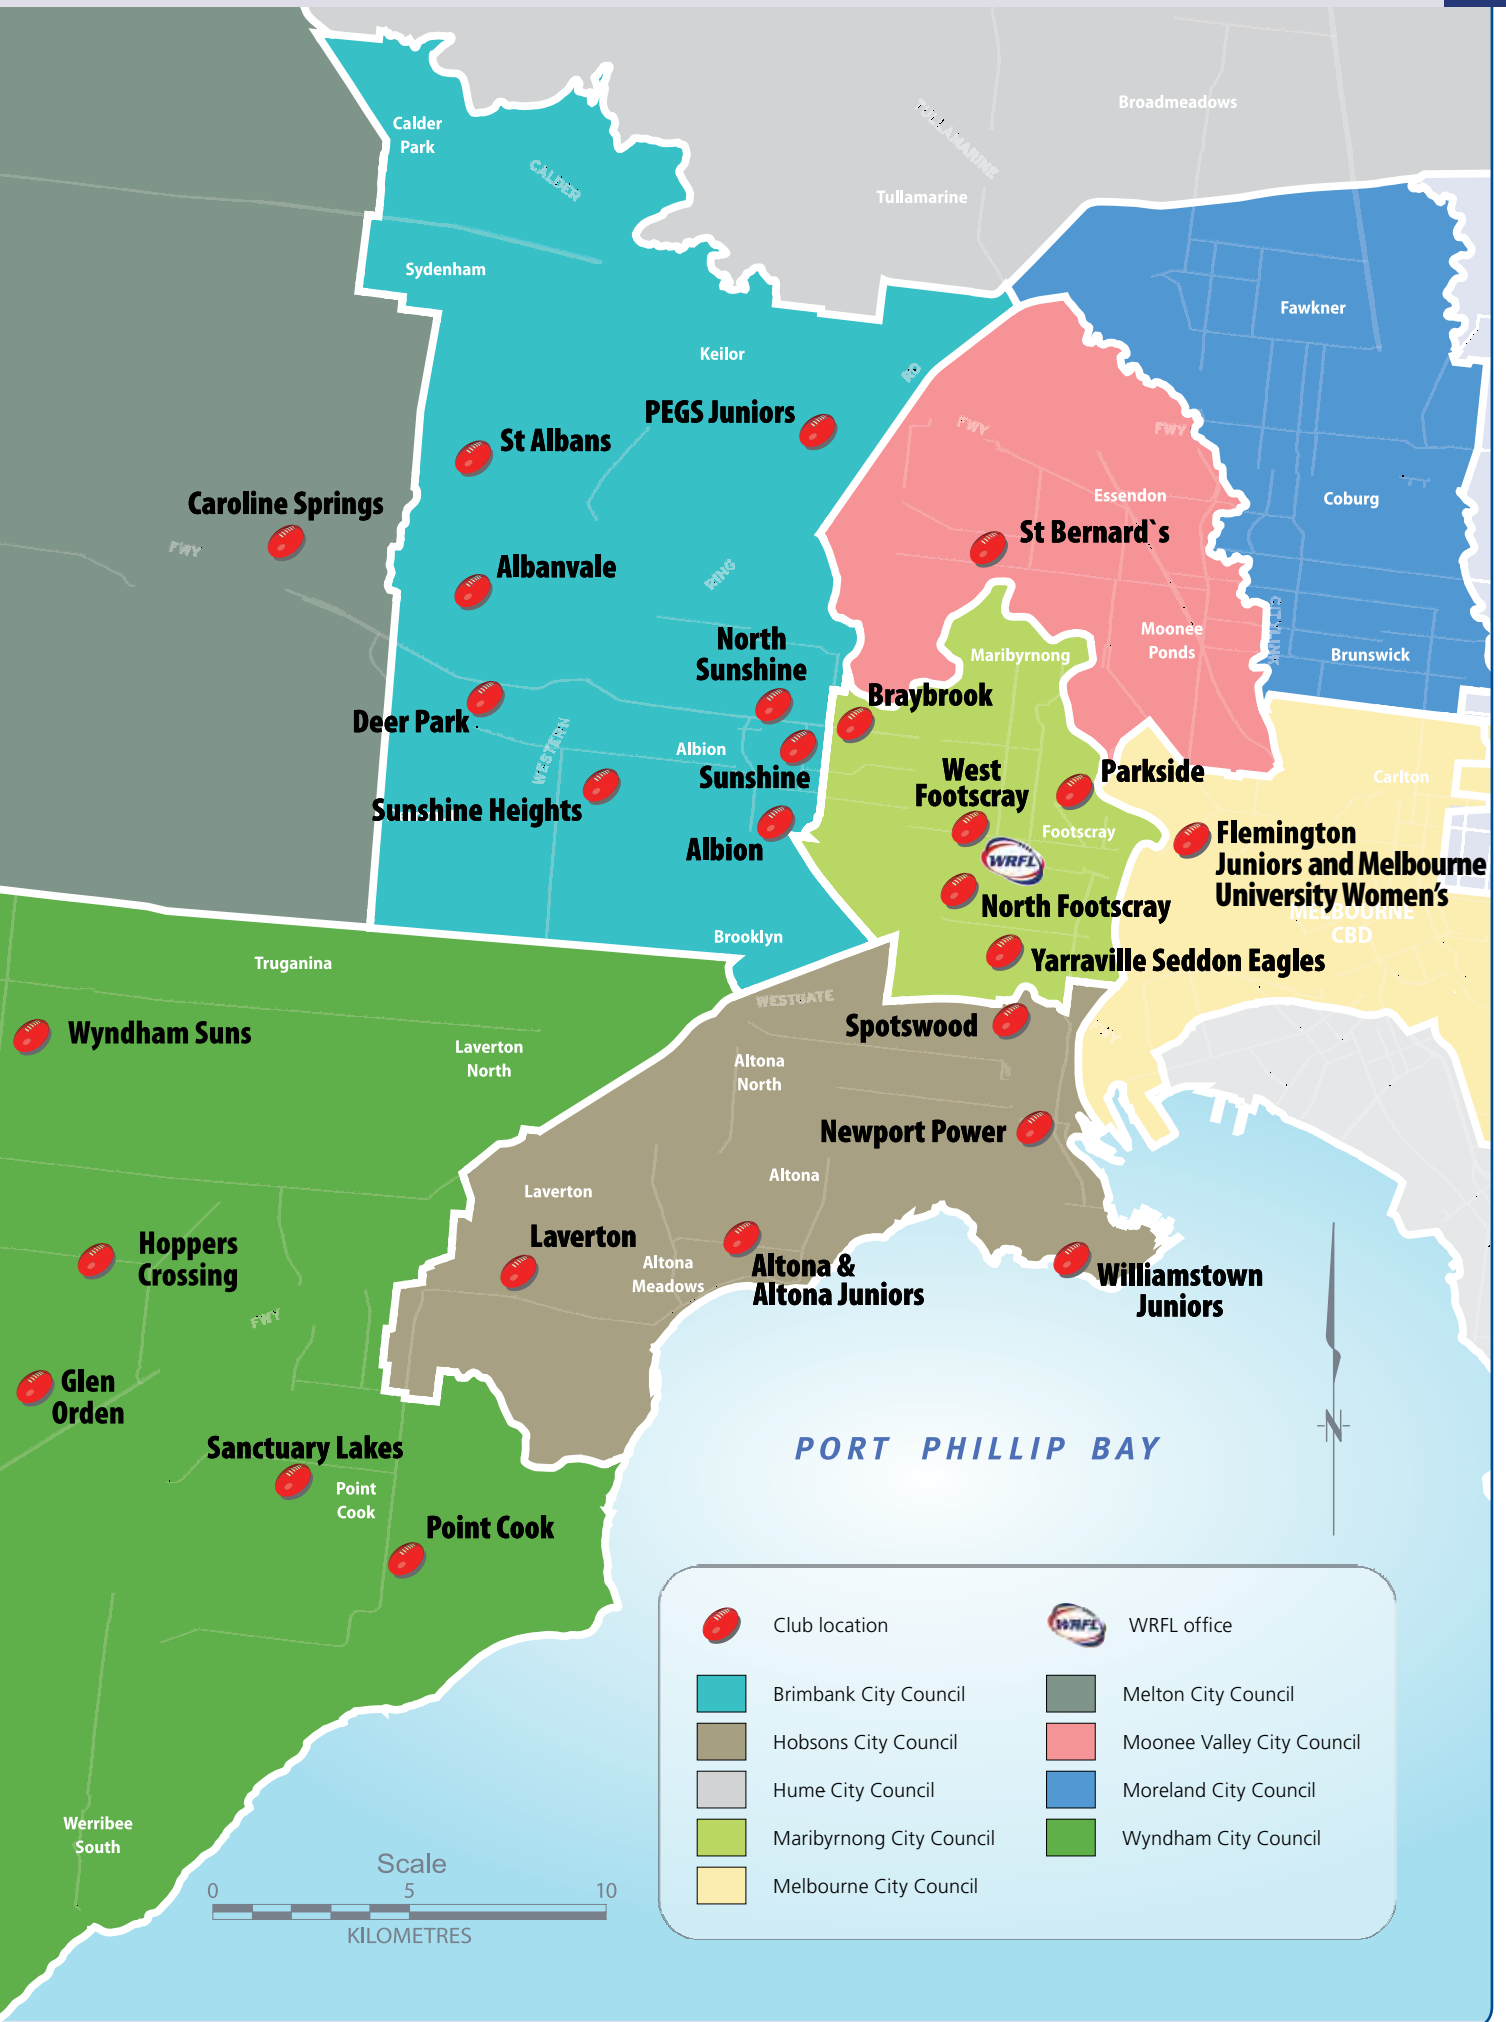 Broadmeadows
Calder
Park
TULLAMARINE
CALDER
Tullamarine
Sydenham
Fawkner
Keilor
RD
PEGS Juniors
FWY
FWY
St Albans
Essendon
Coburg
Caroline Springs
St Bernard`s
FWY
Albanvale
RING
CITYLINK
North
Sunshine
Moonee
Ponds
Maribyrnong
Brunswick
Braybrook
Deer Park
WESTERN
Albion
Sunshine
West
Footscray
Parkside
Carlton
Sunshine Heights
Footscray
Flemington
Juniors and Melbourne
University Women's
Albion
WRFL
North Footscray
MELBOURNE
CBD
Brooklyn
Truganina
Yarraville Seddon Eagles
WESTGATE
Wyndham Suns
Spotswood
FWY
Laverton
North
Altona
North
Newport Power
Altona
Laverton
Laverton
Hoppers
Crossing
Altona
Meadows
Altona &
Altona Juniors
Williamstown
Juniors
FWY
Glen
Orden
N
PORT PHILLIP BAY
Sanctuary Lakes
Point
Cook
Point Cook
Club location
WRFL
WRFL office
Brimbank City Council
Melton City Council
Hobsons City Council
Moonee Valley City Council
Hume City Council
Moreland City Council
Maribyrnong City Council
Wyndham City Council
Melbourne City Council
Werribee
South
Scale
0 5 10
KILOMETRES